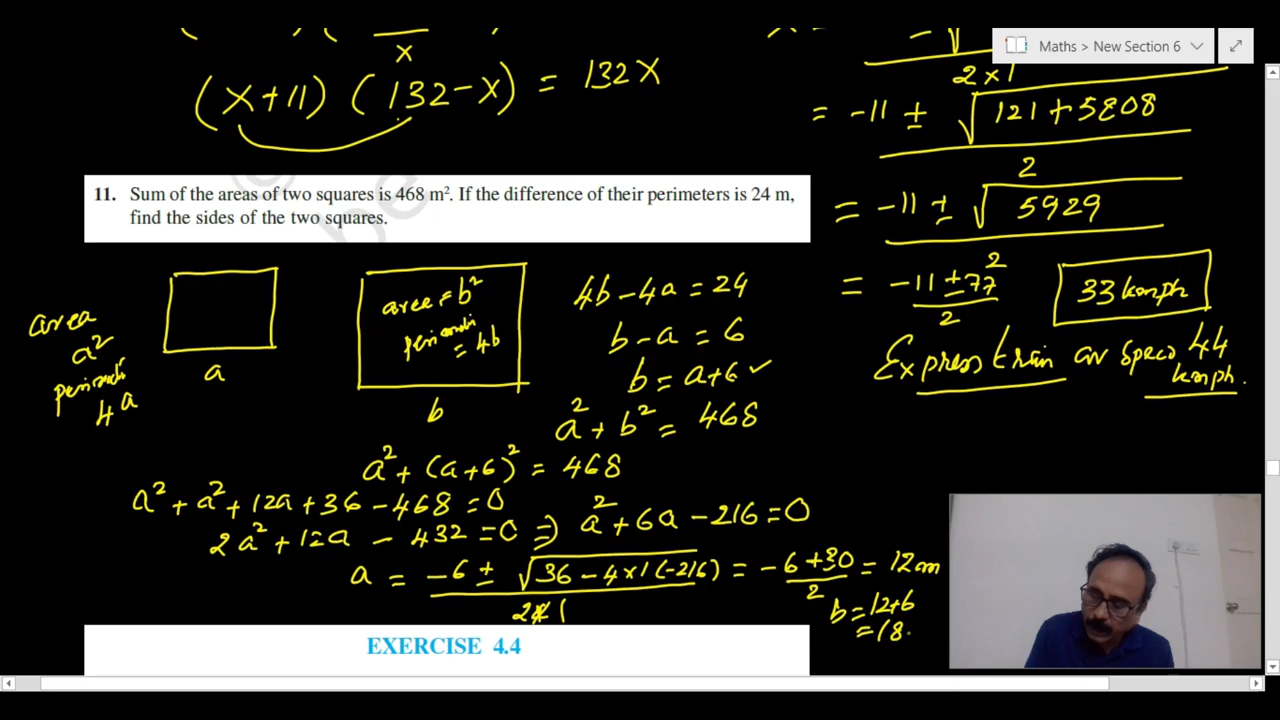 Maths > New Section 6
x
(x+11) (132-x) = 132x
11. Sum of the areas of two squares is 468 m². If the difference of their perimeters is 24 m,
find the sides of the two squares.
area
a²
4a
a
area = b²
= 4b
b
4b - 4a = 24
b - a = 6
b = a+6 ✓
a² + b² = 468
a² + (a+6)² = 468
a² + a² + 12a + 36 - 468 = 0
2a² + 12a - 432 = 0 ⇒ a² + 6a - 216 = 0
a = -6 ± √36 - 4×1(-216) = -6+30 = 12m
2×1
2
b = 12+6
= 18.
2×1
= -11 ± √121 + 5808
2
= -11 ± √5929
2
= -11 ± 77
2
33 kmph
Express train av speed 44
kmph.
EXERCISE 4.4